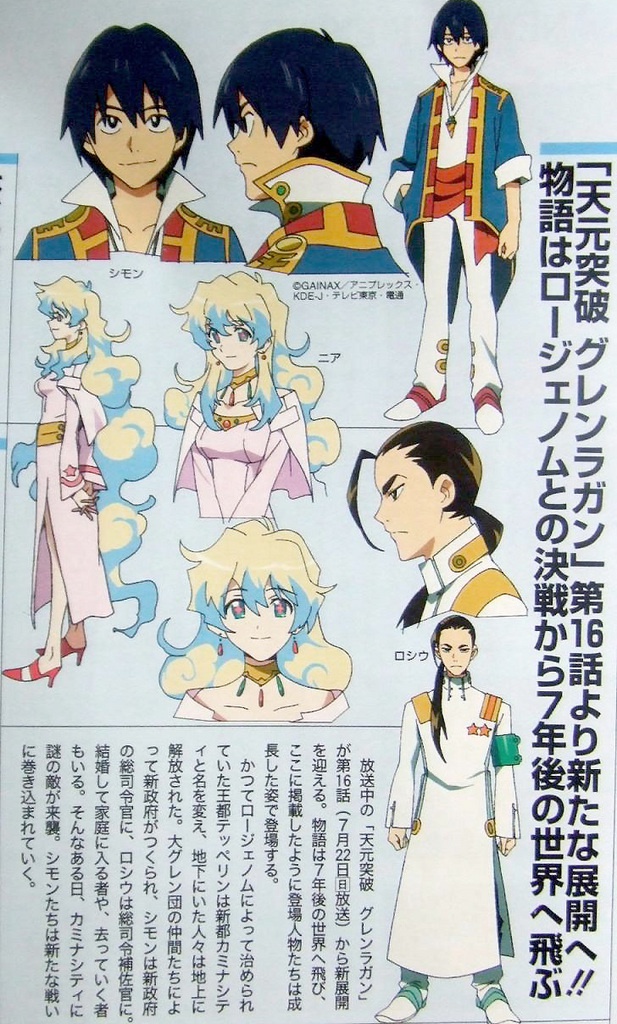 「天元突破 グレンラガン」第16話より新たな展開へ!!
物語はロージェノムとの決戦から7年後の世界へ飛ぶ
シモン
©GAINAX/アニプレックス・
KDE-J・テレビ東京・電通
ニア
ロシウ
放送中の「天元突破 グレンラガン」
が第16話(7月22日日放送)から新展開
を迎える。物語は7年後の世界へ飛び、
ここに掲載したように登場人物たちは成
長した姿で登場する。
かつてロージェノムによって治められ
ていた王都テッペリンは新都カミナシテ
ィと名を変え、地下にいた人々は地上に
解放された。大グレン団の仲間たちによ
って新政府がつくられ、シモンは新政府
の総司令官に、ロシウは総司令補佐官に。
結婚して家庭に入る者や、去っていく者
もいる。そんなある日、カミナシティに
謎の敵が来襲。シモンたちは新たな戦い
に巻き込まれていく。